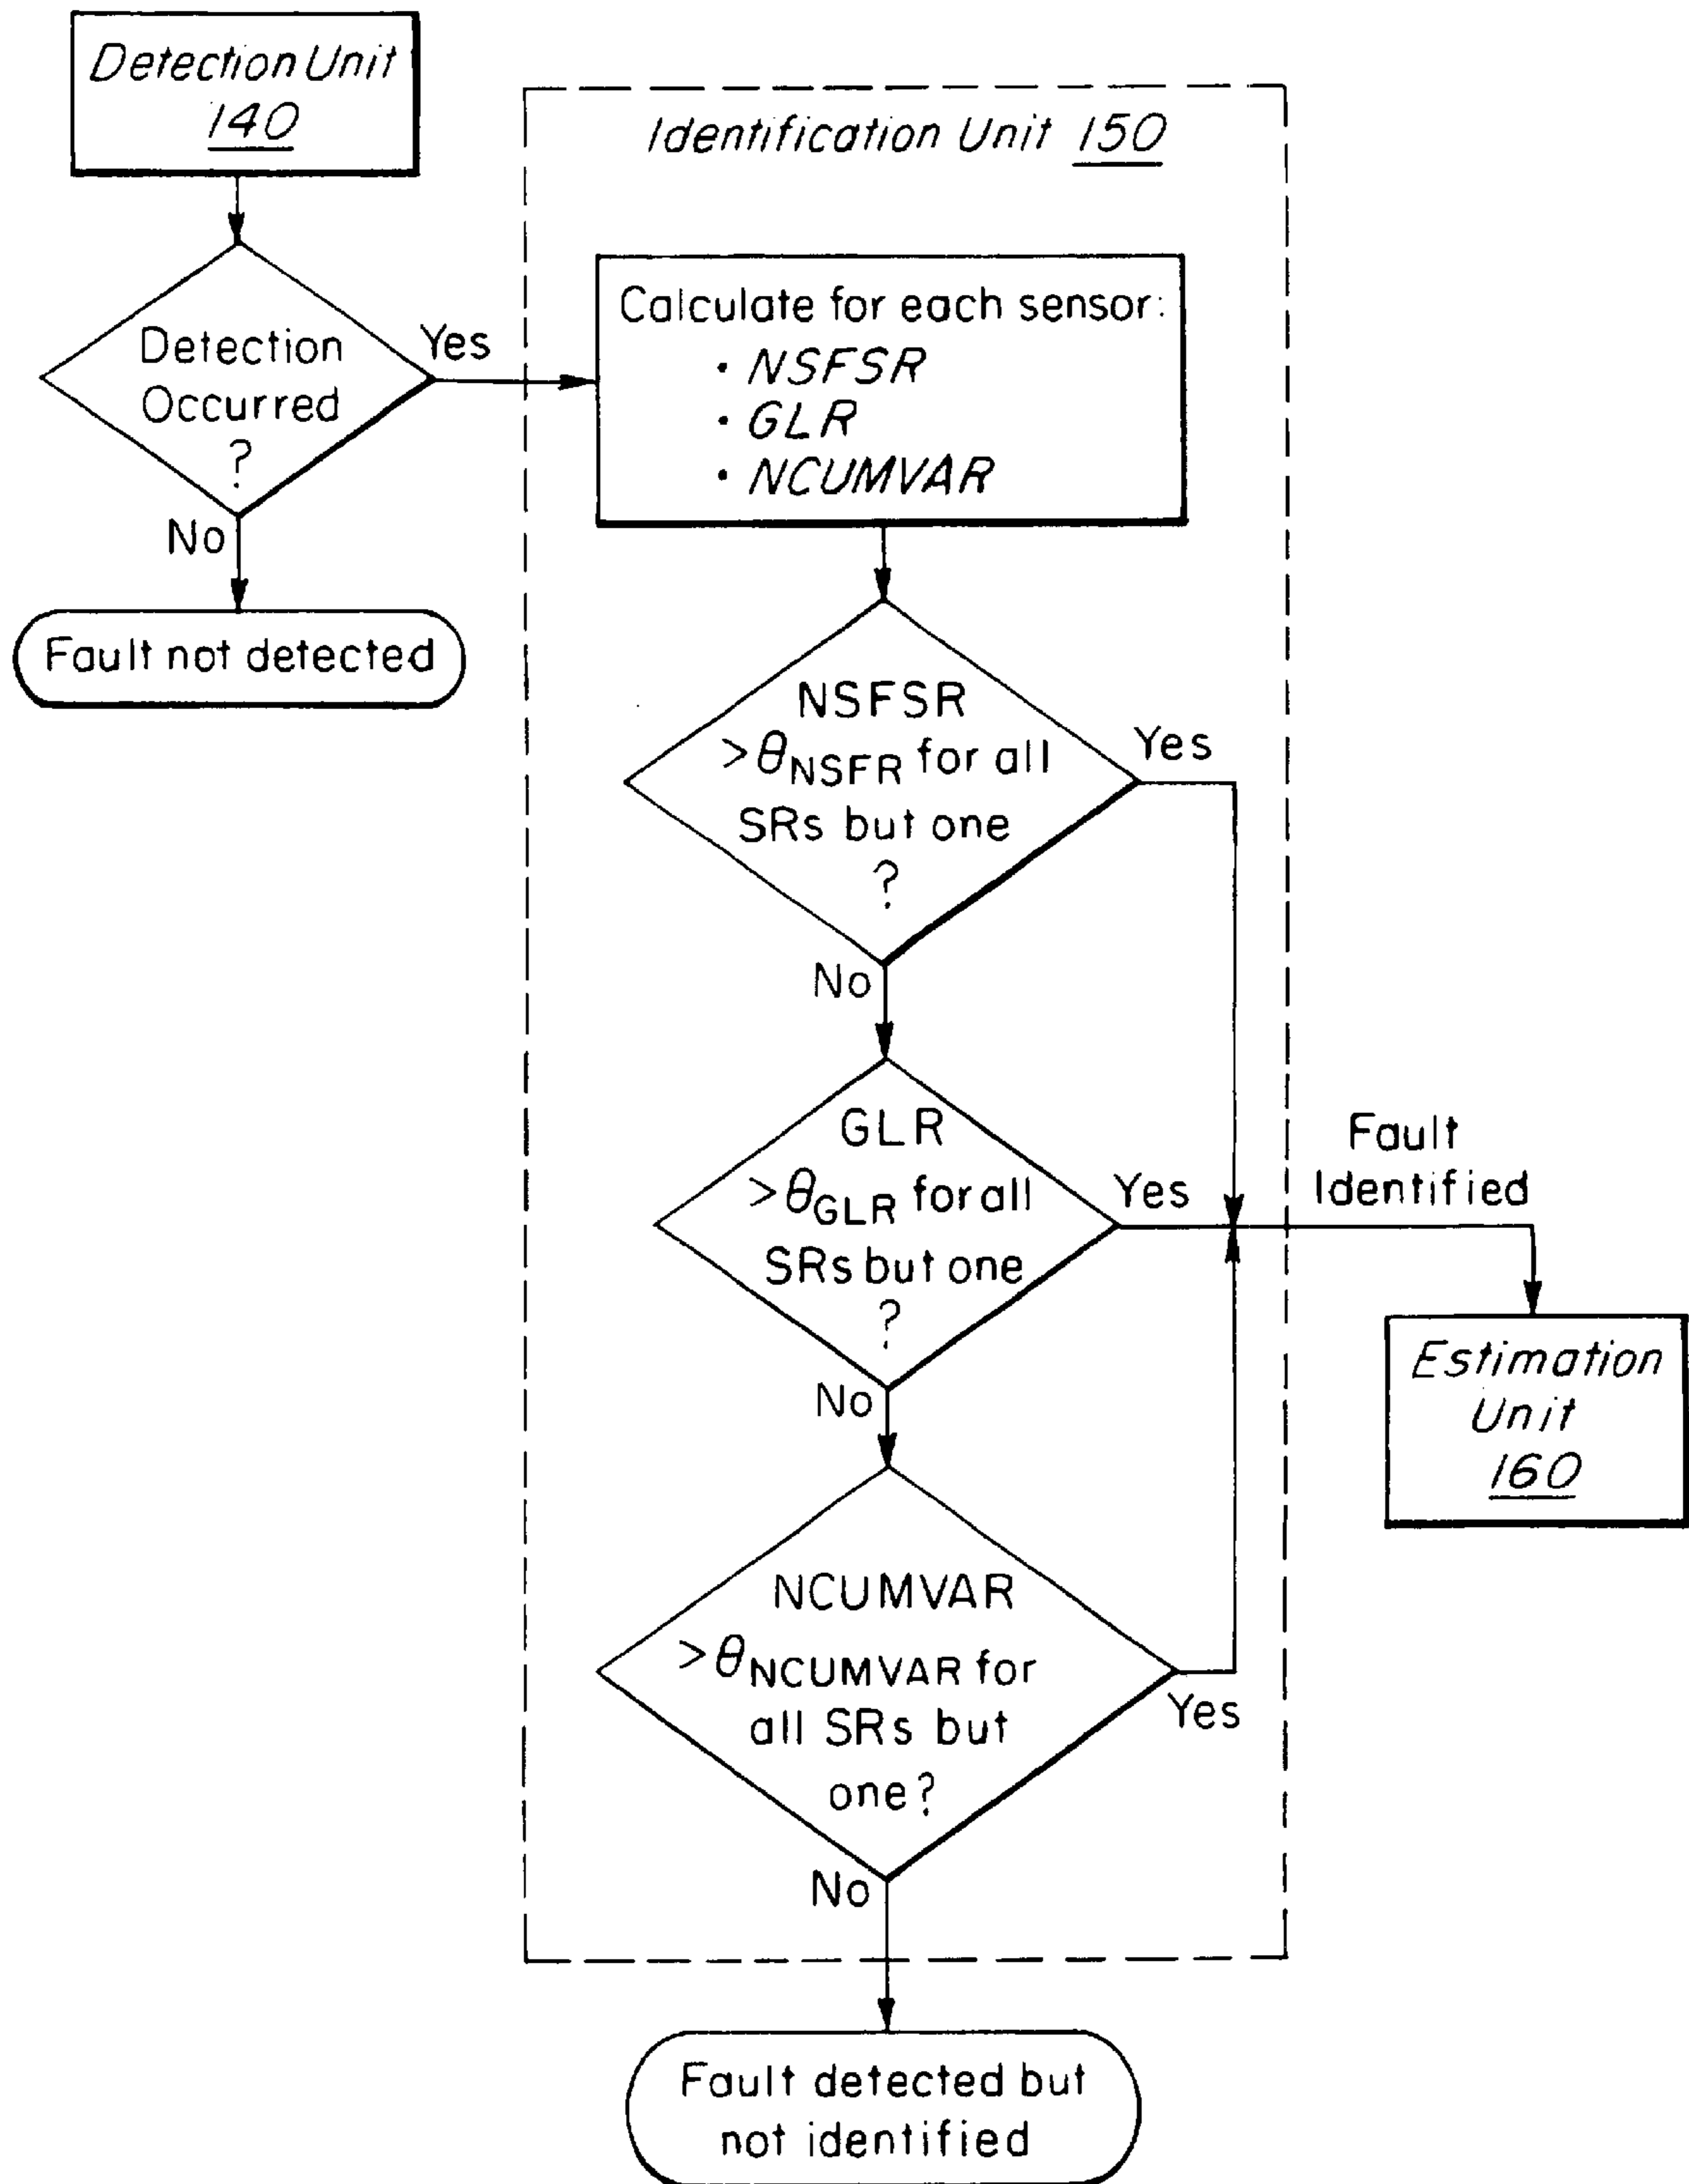 Detection Unit
140
Detection
Occurred
?
Yes
No
Fault not detected
Identification Unit 150
Calculate for each sensor:
· NSFSR
· GLR
· NCUMVAR
NSFSR
>θNSFR for all
SRs but one
?
Yes
No
GLR
>θGLR for all
SRs but one
?
Yes
No
NCUMVAR
>θNCUMVAR for
all SRs but
one?
Yes
No
Fault
Identified
Estimation
Unit
160
Fault detected but
not identified